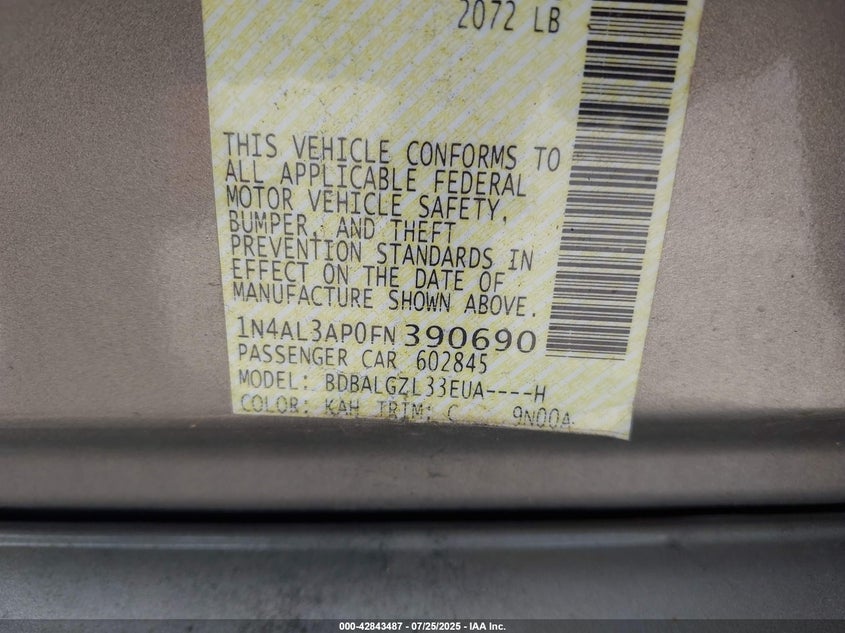 2072 LB
THIS VEHICLE CONFORMS TO
ALL APPLICABLE FEDERAL
MOTOR VEHICLE SAFETY,
BUMPER, AND THEFT
PREVENTION STANDARDS IN
EFFECT ON THE DATE OF
MANUFACTURE SHOWN ABOVE.
1N4AL3AP0FN 390690
PASSENGER CAR 602845
MODEL: BDBALGZL33EUA----H
COLOR: KAH TRIM: C 9N00A
000-42843487 - 07/25/2025 - IAA Inc.